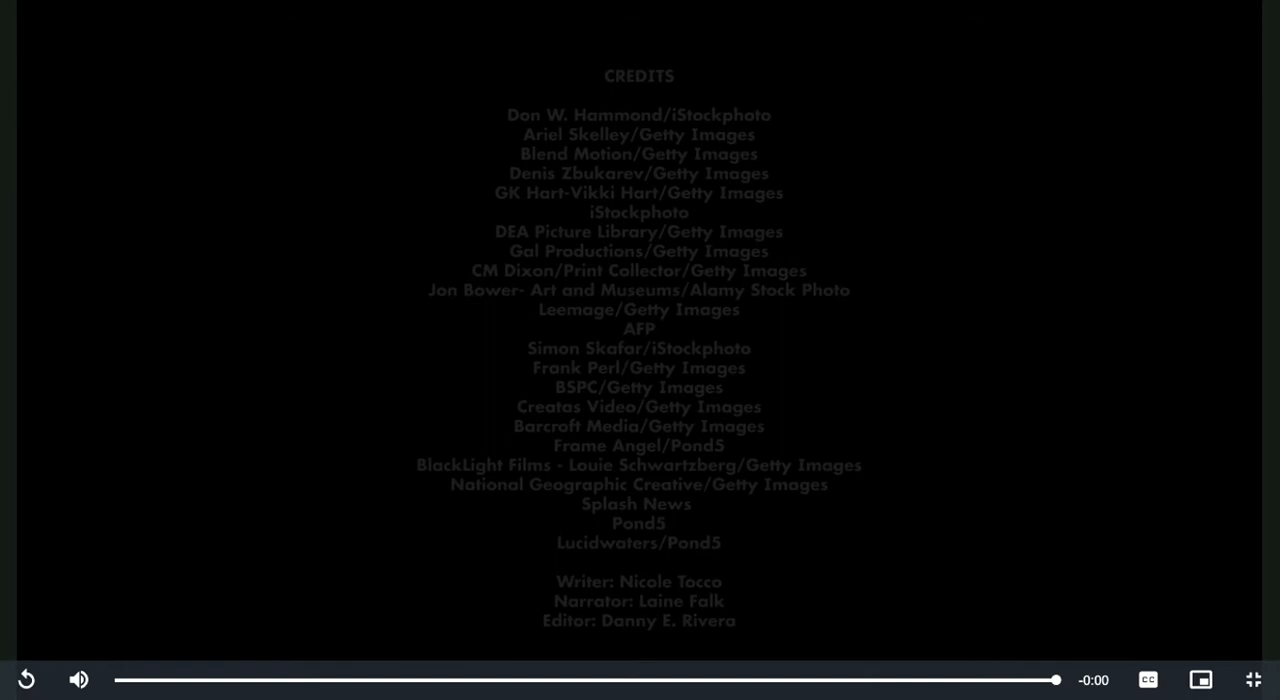 CREDITS
Don W. Hammond/iStockphoto
Ariel Skelley/Getty Images
Blend Motion/Getty Images
Denis Zbukarev/Getty Images
GK Hart-Vikki Hart/Getty Images
iStockphoto
DEA Picture Library/Getty Images
Gal Productions/Getty Images
CM Dixon/Print Collector/Getty Images
Jon Bower- Art and Museums/Alamy Stock Photo
Leemage/Getty Images
AFP
Simon Skafar/iStockphoto
Frank Perl/Getty Images
BSPC/Getty Images
Creatas Video/Getty Images
Barcroft Media/Getty Images
Frame Angel/Pond5
BlackLight Films - Louie Schwartzberg/Getty Images
National Geographic Creative/Getty Images
Splash News
Pond5
Lucidwaters/Pond5
Writer: Nicole Tocco
Narrator: Laine Falk
Editor: Danny E. Rivera
-0:00
CC